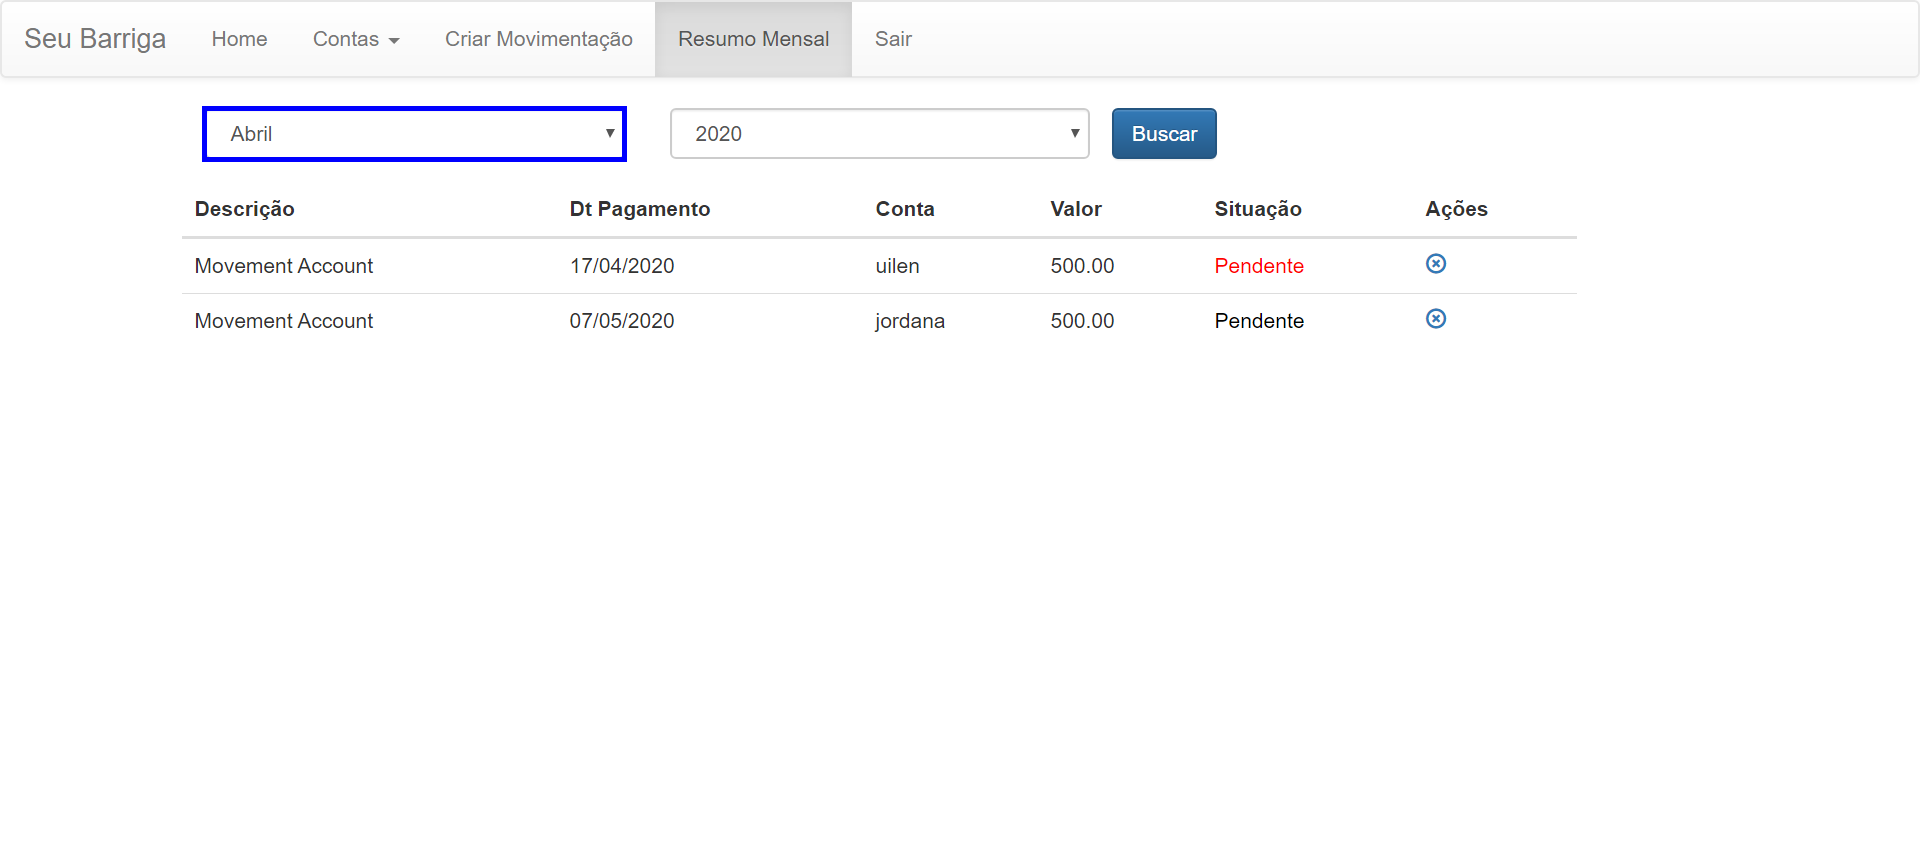 Seu Barriga Home Contas Criar Movimentação Resumo Mensal Sair
Abril 2020 Buscar
Descrição Dt Pagamento Conta Valor Situação Ações
Movement Account 17/04/2020 uilen 500.00 Pendente
Movement Account 07/05/2020 jordana 500.00 Pendente